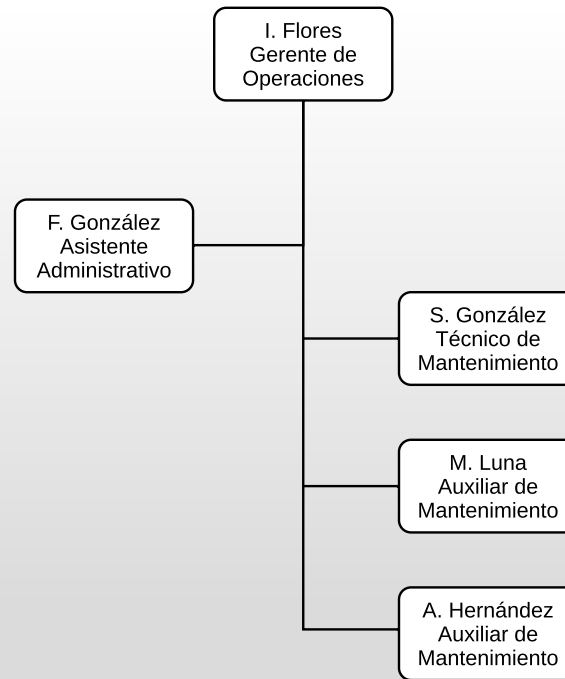 I. Flores
Gerente de
Operaciones
F. González
Asistente
Administrativo
S. González
Técnico de
Mantenimiento
M. Luna
Auxiliar de
Mantenimiento
A. Hernández
Auxiliar de
Mantenimiento